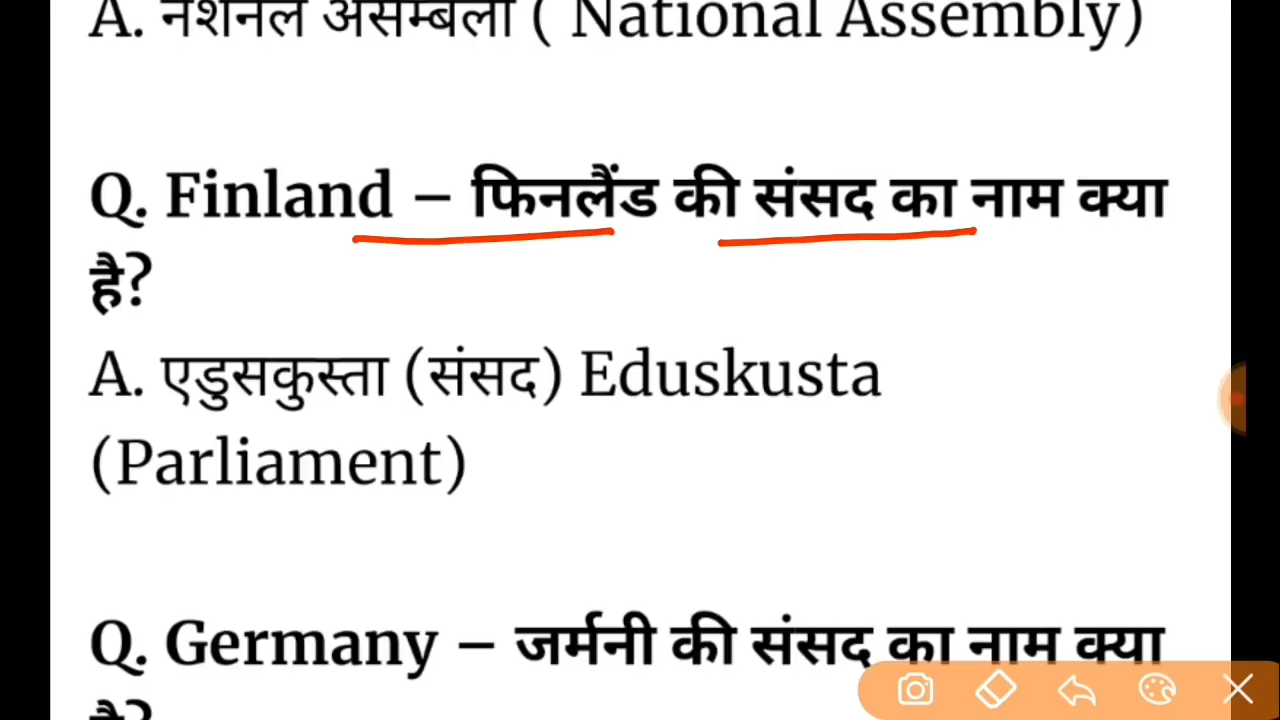 A. नेशनल असेम्बली ( National Assembly)
Q. Finland – फिनलैंड की संसद का नाम क्या
है?
A. एडुसकुस्ता (संसद) Eduskusta
(Parliament)
Q. Germany – जर्मनी की संसद का नाम क्या
है?